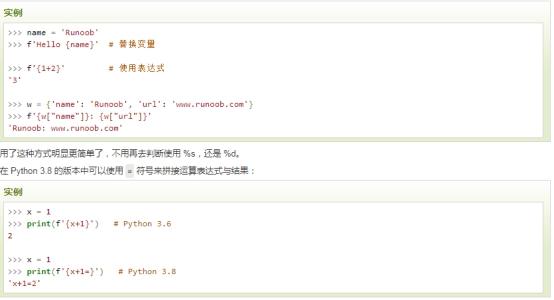 实例
>>> name = 'Runoob'
>>> f'Hello {name}'  # 替换变量
>>> f'{1+2}'         # 使用表达式
'3'
>>> w = {'name': 'Runoob', 'url': 'www.runoob.com'}
>>> f'{w["name"]}: {w["url"]}'
'Runoob: www.runoob.com'
用了这种方式明显更简单了，不用再去判断使用 %s，还是 %d。
在 Python 3.8 的版本中可以使用 = 符号来拼接运算表达式与结果：
实例
>>> x = 1
>>> print(f'{x+1}')   # Python 3.6
2
>>> x = 1
>>> print(f'{x+1=}')   # Python 3.8
'x+1=2'